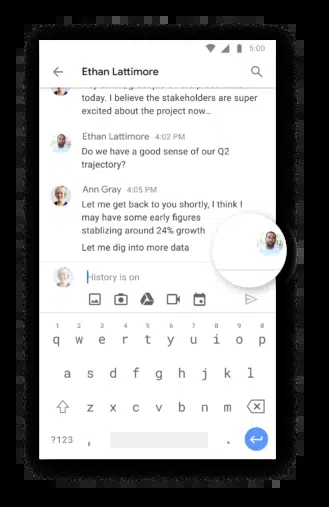 5:00
Ethan Lattimore
today. I believe the stakeholders are super
excited about the project now...
Ethan Lattimore 4:02 PM
Do we have a good sense of our Q2
trajectory?
Ann Gray 4:05 PM
Let me get back to you shortly, I think I
may have some early figures
stablizing around 24% growth
Let me dig into more data
History is on
1 2 3 4 5 6 7 8 9 0
q w e r t y u i o p
a s d f g h j k l
z x c v b n m
?123 , .